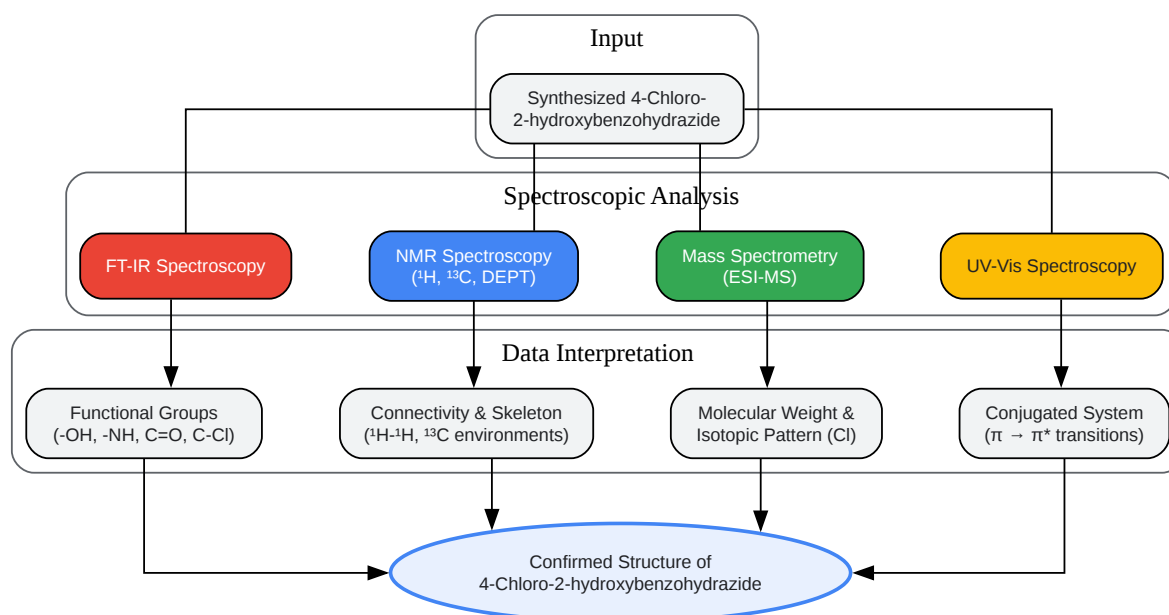 Input
Synthesized 4-Chloro-
2-hydroxybenzohydrazide
Spectroscopic Analysis
FT-IR Spectroscopy
NMR Spectroscopy
(¹H, ¹³C, DEPT)
Mass Spectrometry
(ESI-MS)
UV-Vis Spectroscopy
Data Interpretation
Functional Groups
(-OH, -NH, C=O, C-Cl)
Connectivity & Skeleton
(¹H-¹H, ¹³C environments)
Molecular Weight &
Isotopic Pattern (Cl)
Conjugated System
(π → π* transitions)
Confirmed Structure of
4-Chloro-2-hydroxybenzohydrazide